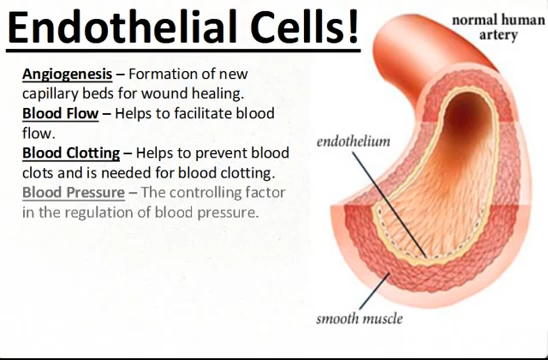 Endothelial Cells!
normal human
artery
Angiogenesis – Formation of new
capillary beds for wound healing.
Blood Flow – Helps to facilitate blood
flow.
Blood Clotting – Helps to prevent blood
clots and is needed for blood clotting.
Blood Pressure – The controlling factor
in the regulation of blood pressure.
endothelium
smooth muscle